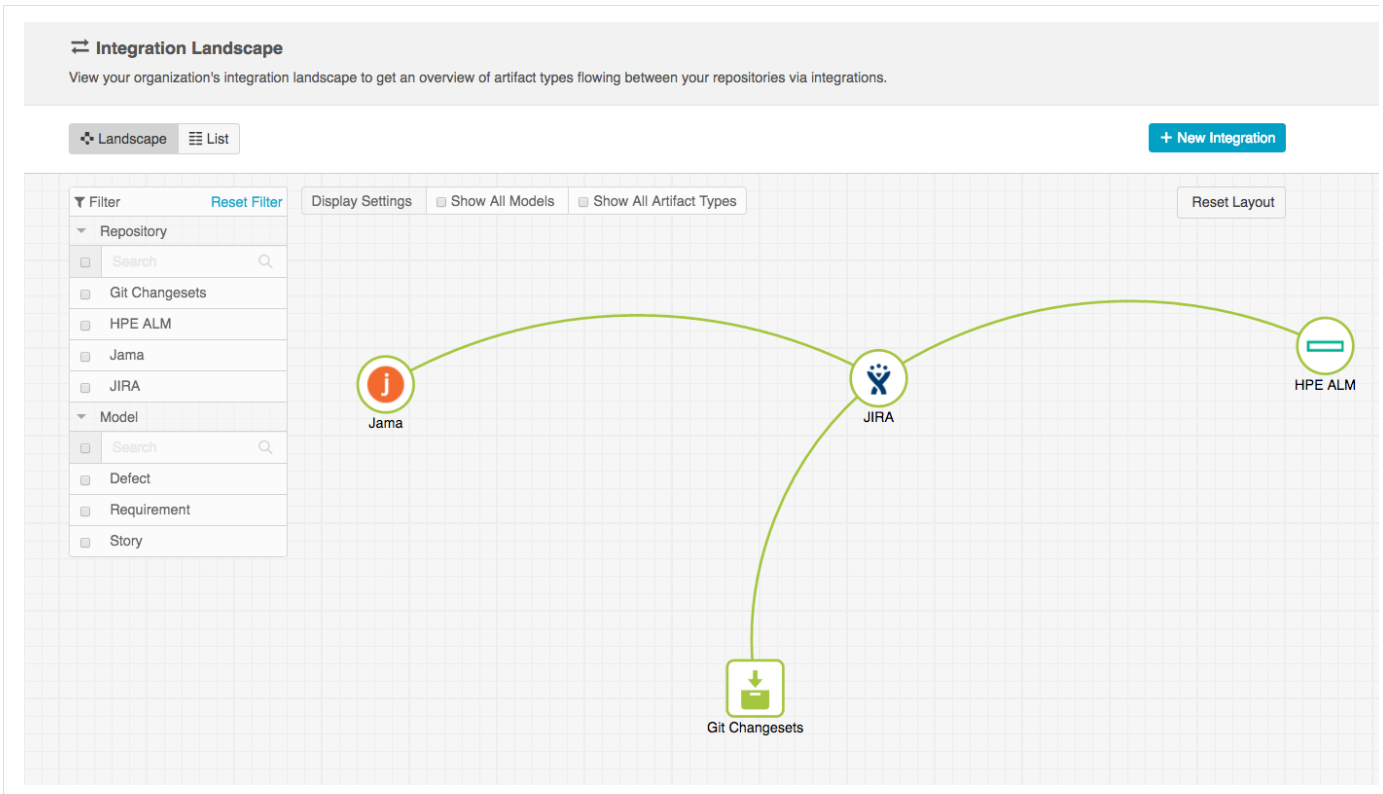 Integration Landscape
View your organization's integration landscape to get an overview of artifact types flowing between your repositories via integrations.
Landscape List
+ New Integration
Filter Reset Filter
Display Settings Show All Models Show All Artifact Types
Reset Layout
Repository
Search
Git Changesets
HPE ALM
Jama
JIRA
Model
Search
Defect
Requirement
Story
j
Jama
JIRA
HPE ALM
Git Changesets